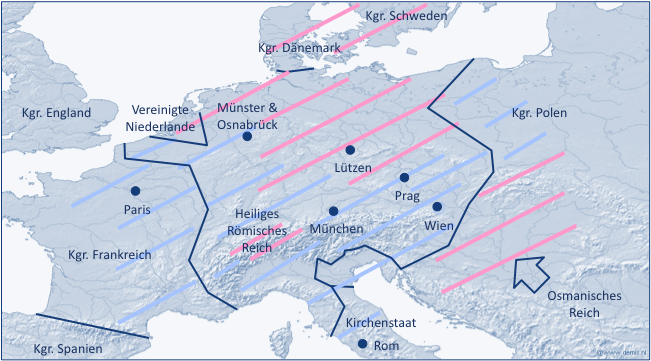 Kgr. Schweden
Kgr. Dänemark
Kgr. England
Vereinigte
Niederlande
Münster &
Osnabrück
Kgr. Polen
Lützen
Prag
Paris
Heiliges
Römisches
Reich
München
Wien
Kgr. Frankreich
Osmanisches
Reich
Kirchenstaat
Rom
Kgr. Spanien